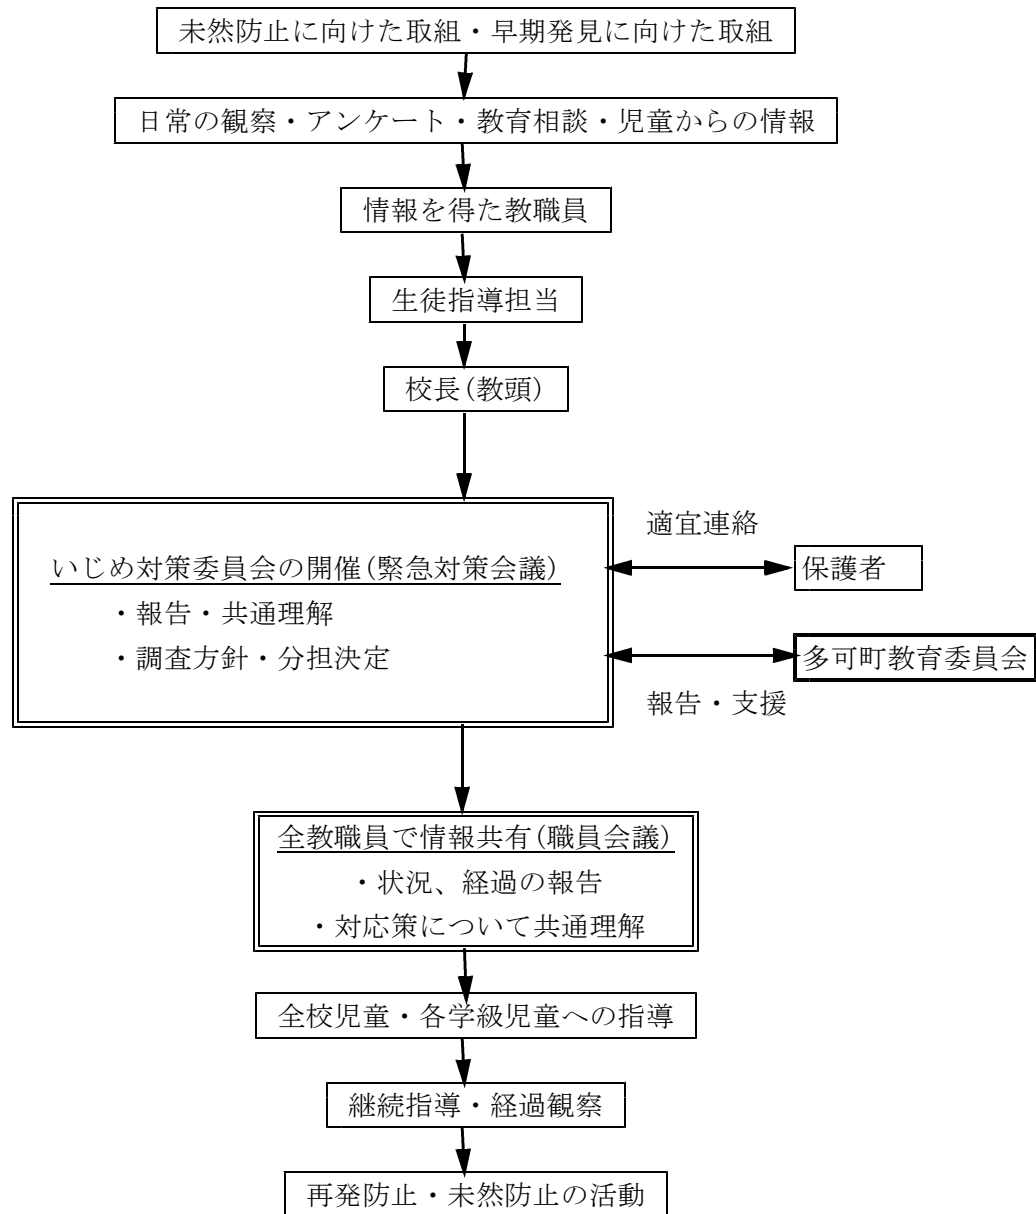 未然防止に向けた取組・早期発見に向けた取組
日常の観察・アンケート・教育相談・児童からの情報
情報を得た教職員
生徒指導担当
校長(教頭)
適宜連絡
いじめ対策委員会の開催(緊急対策会議)
保護者
・報告・共通理解
・調査方針・分担決定
多可町教育委員会
報告・支援
全教職員で情報共有(職員会議)
・状況、経過の報告
・対応策について共通理解
全校児童・各学級児童への指導
継続指導・経過観察
再発防止・未然防止の活動